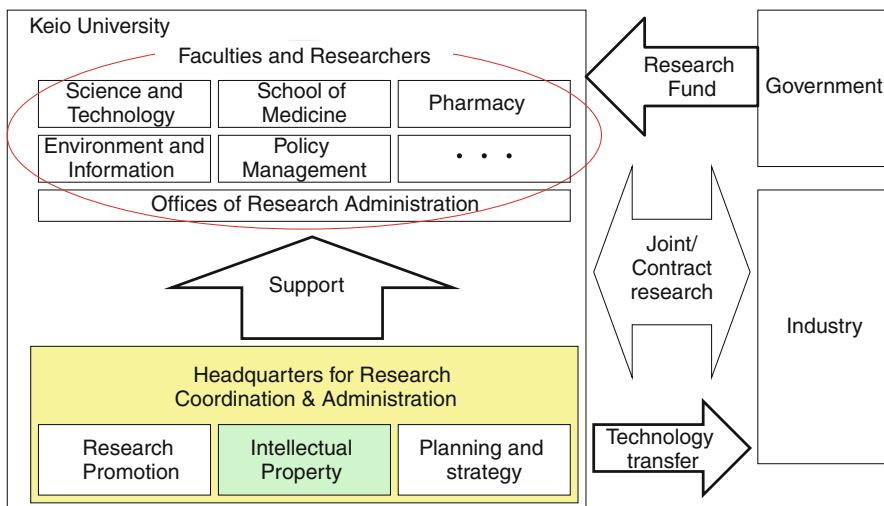 Keio University
Faculties and Researchers
Science and
Technology
School of
Medicine
Pharmacy
Environment and
Information
Policy
Management
· · ·
Offices of Research Administration
Support
Headquarters for Research
Coordination & Administration
Research
Promotion
Intellectual
Property
Planning and
strategy
Research
Fund
Government
Joint/
Contract
research
Industry
Technology
transfer